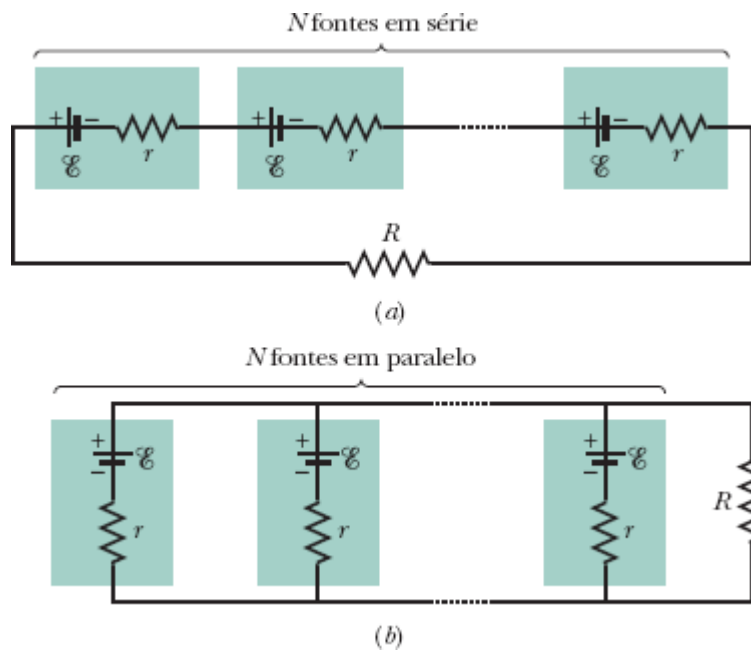 N fontes em série
+ − + − + −
ℰ r ℰ r ℰ r
R
(a)
N fontes em paralelo
+ ℰ + ℰ + ℰ
− − −
R
r r r
(b)